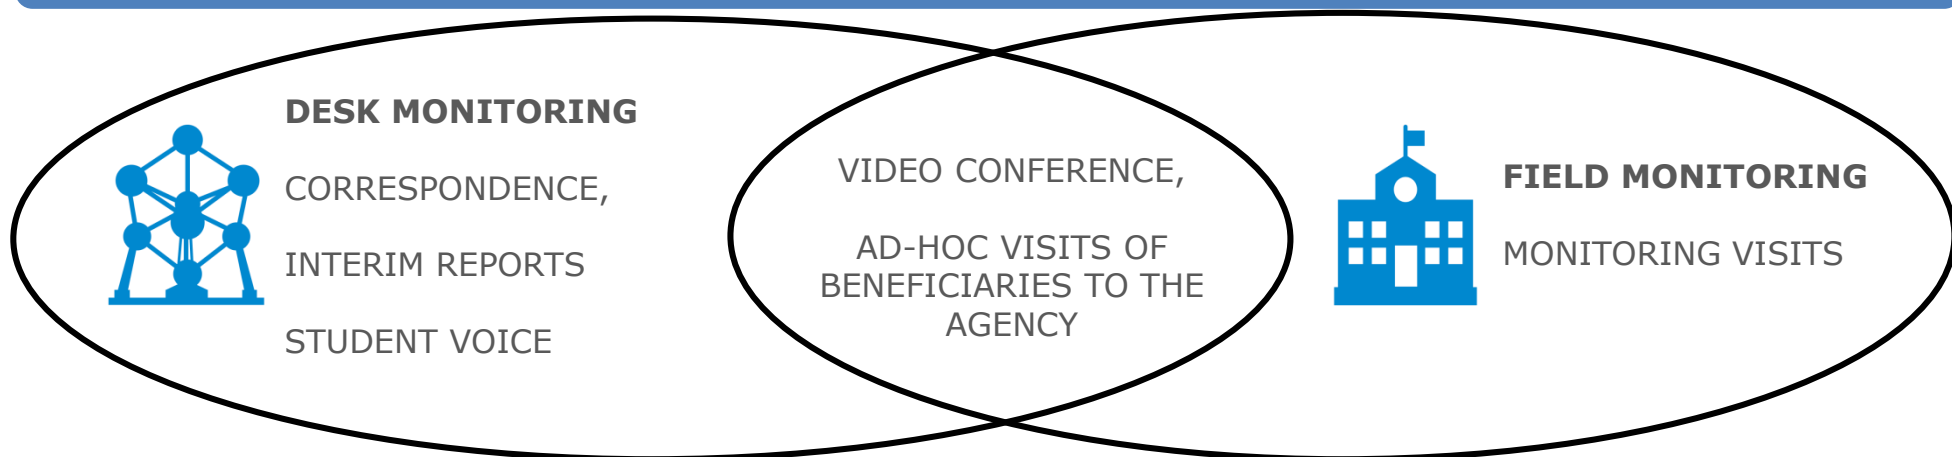 DESK MONITORING
CORRESPONDENCE,
INTERIM REPORTS
STUDENT VOICE
VIDEO CONFERENCE,
AD-HOC VISITS OF
BENEFICIARIES TO THE
AGENCY
FIELD MONITORING
MONITORING VISITS